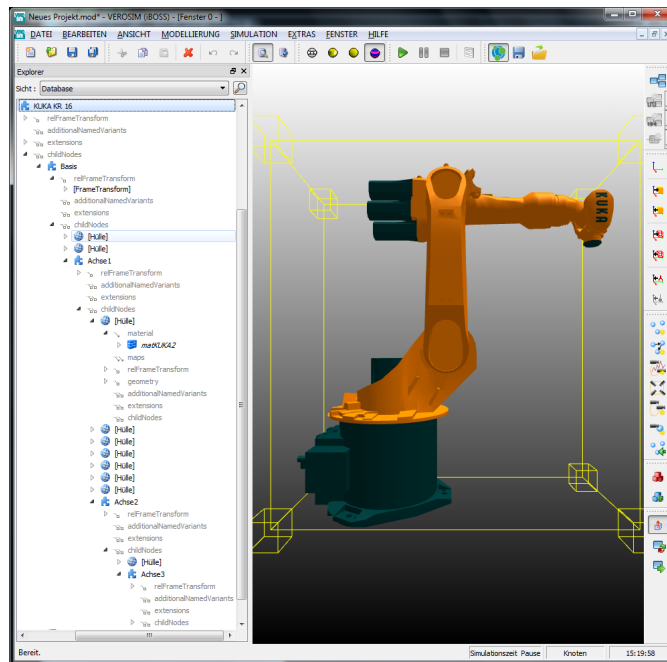 Neues Projekt.mod* - VEROSIM (iBOSS) - [Fenster 0 - ]
DATEI BEARBEITEN ANSICHT MODELLIERUNG SIMULATION EXTRAS FENSTER HILFE
Explorer
Sicht : Database
KUKA KR 16
relFrameTransform
additionalNamedVariants
extensions
childNodes
Basis
relFrameTransform
[FrameTransform]
additionalNamedVariants
extensions
childNodes
[Hülle]
[Hülle]
Achse1
relFrameTransform
additionalNamedVariants
extensions
childNodes
[Hülle]
material
matKUKA2
maps
relFrameTransform
geometry
additionalNamedVariants
extensions
childNodes
[Hülle]
[Hülle]
[Hülle]
[Hülle]
[Hülle]
[Hülle]
Achse2
relFrameTransform
additionalNamedVariants
extensions
childNodes
[Hülle]
Achse3
relFrameTransform
additionalNamedVariants
extensions
childNodes
KUKA
Bereit.
Simulationszeit Pause
Knoten
15:19:58